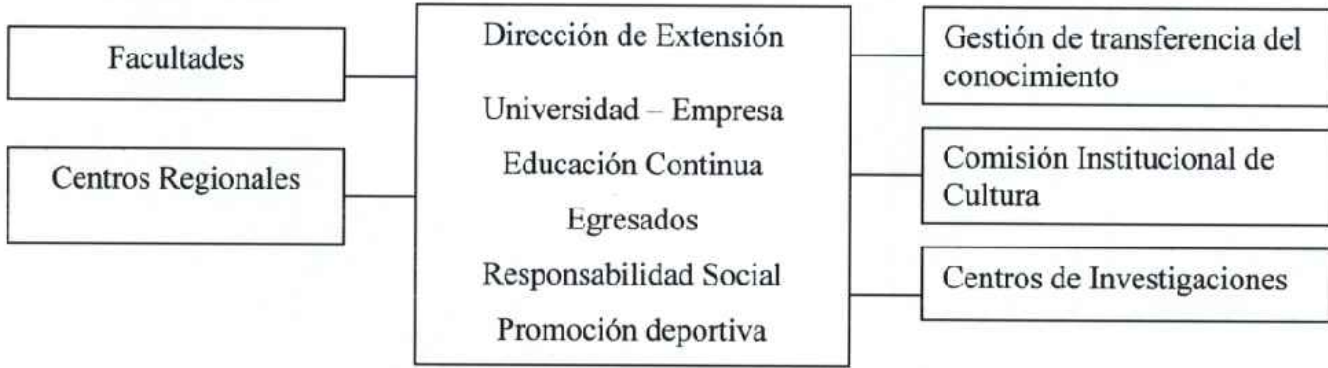 Facultades
Centros Regionales
Dirección de Extensión
Universidad – Empresa
Educación Continua
Egresados
Responsabilidad Social
Promoción deportiva
Gestión de transferencia del
conocimiento
Comisión Institucional de
Cultura
Centros de Investigaciones